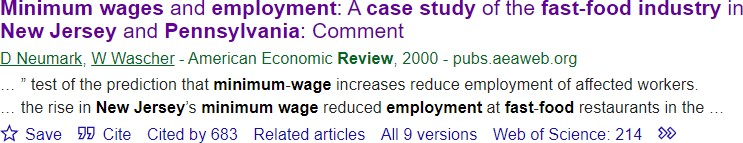 Minimum wages and employment: A case study of the fast-food industry in
New Jersey and Pennsylvania: Comment
D Neumark, W Wascher - American Economic Review, 2000 - pubs.aeaweb.org
… ” test of the prediction that minimum-wage increases reduce employment of affected workers.
… the rise in New Jersey’s minimum wage reduced employment at fast-food restaurants in the …
Save Cite Cited by 683 Related articles All 9 versions Web of Science: 214